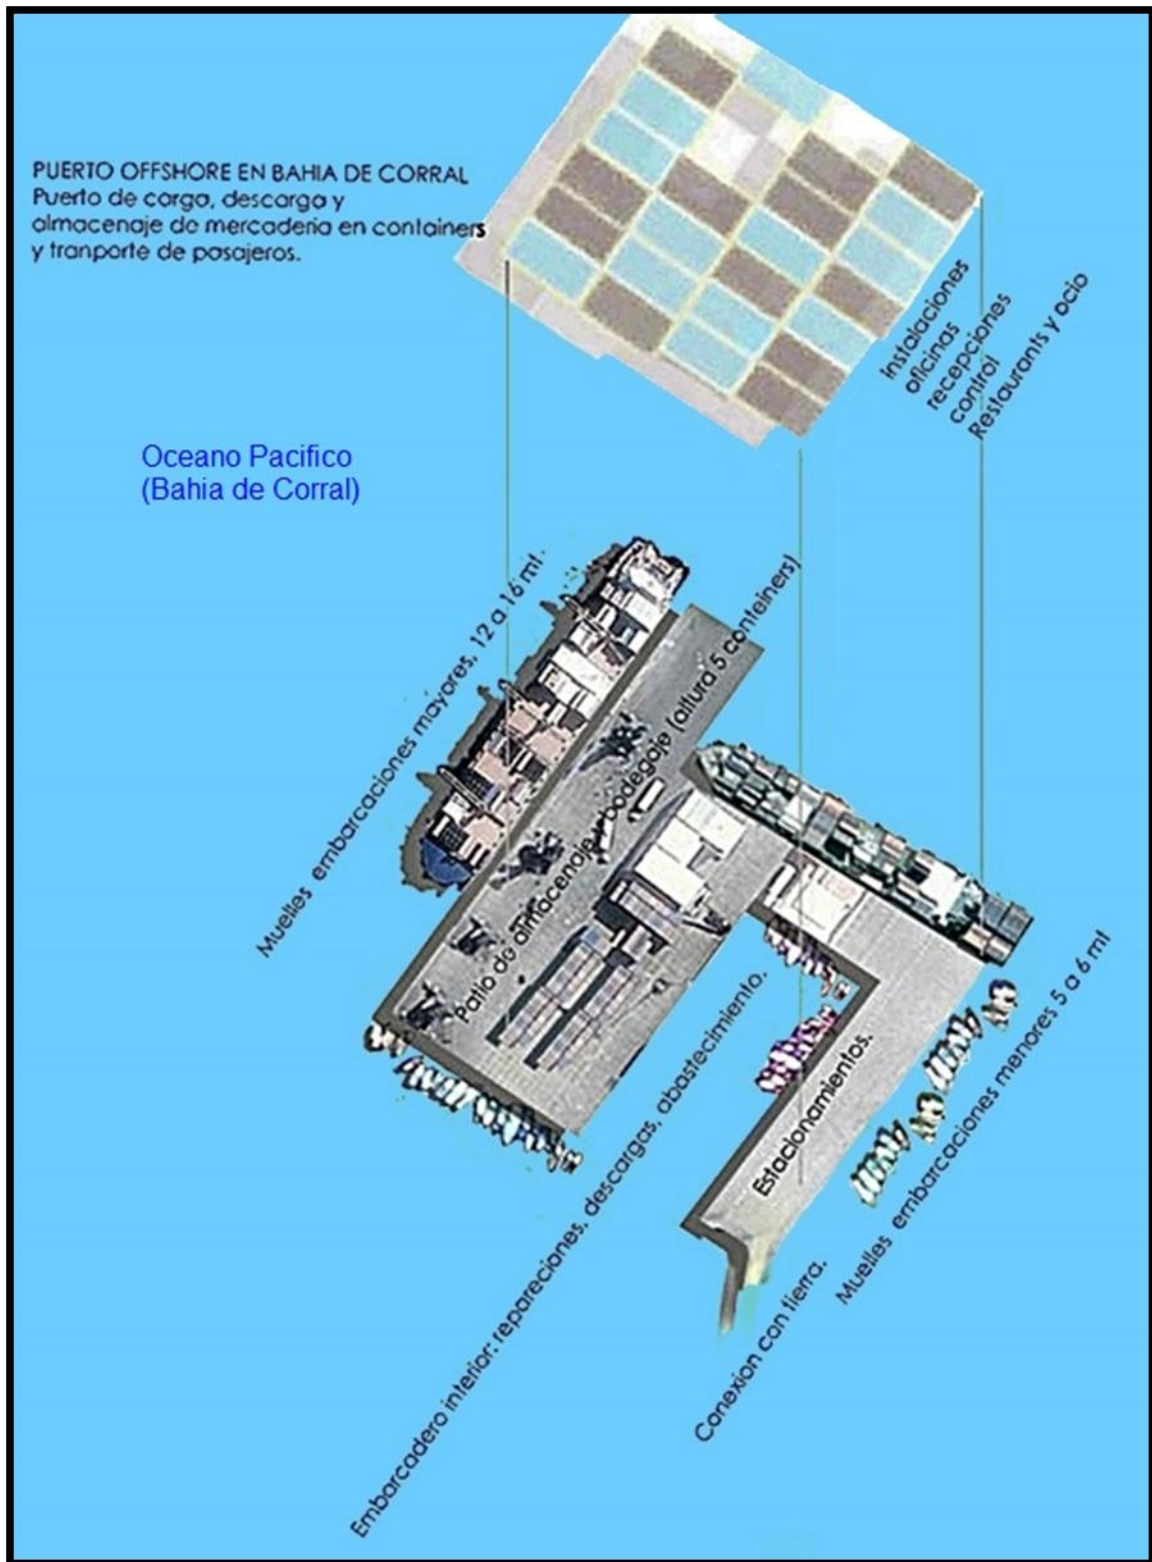 PUERTO OFFSHORE EN BAHIA DE CORRAL
Puerto de carga, descarga y
almacenaje de mercaderia en containers
y tranporte de pasajeros.
Instalaciones
oficinas
recepciones
control
Restaurants y ocio
Oceano Pacifico
(Bahia de Corral)
Muelles embarcaciones mayores, 12 a 16 mt.
Patio de almacenaje y bodegaje (altura 5 conteiners)
Embarcadero interior: repareciones, descargas, abastecimiento.
Estacionamientos.
Muelles embarcaciones menores 5 a 6 mt
Conexion con tierra.